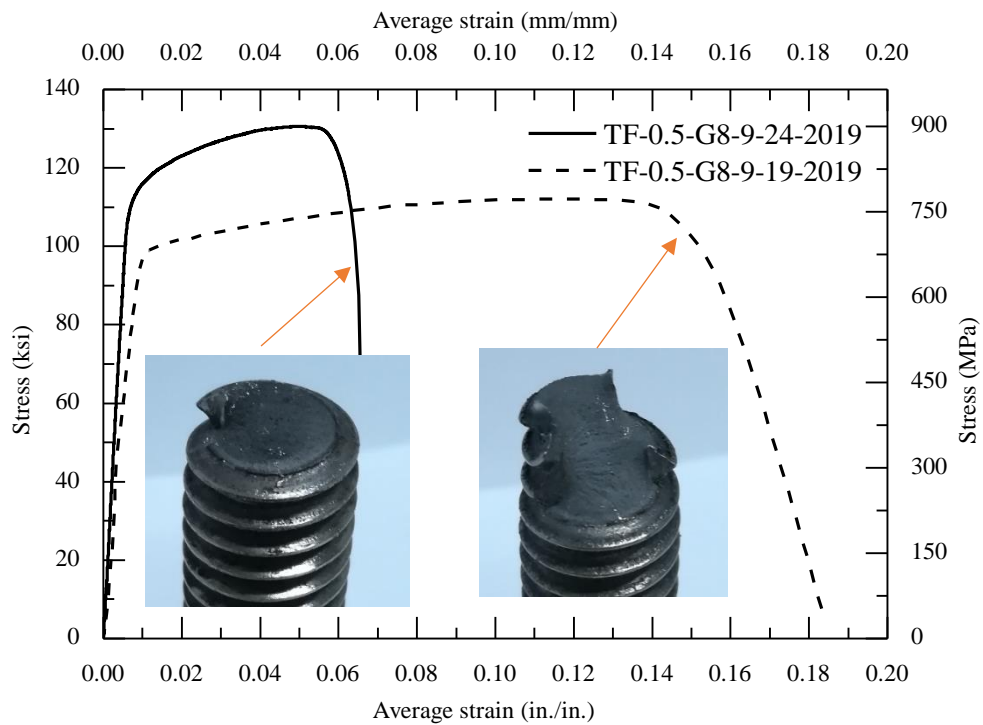 Average strain (mm/mm)
0.00 0.02 0.04 0.06 0.08 0.10 0.12 0.14 0.16 0.18 0.20
140
120
100
80
60
40
20
0
Stress (ksi)
TF-0.5-G8-9-24-2019
TF-0.5-G8-9-19-2019
900
750
600
450
300
150
0
Stress (MPa)
0.00 0.02 0.04 0.06 0.08 0.10 0.12 0.14 0.16 0.18 0.20
Average strain (in./in.)